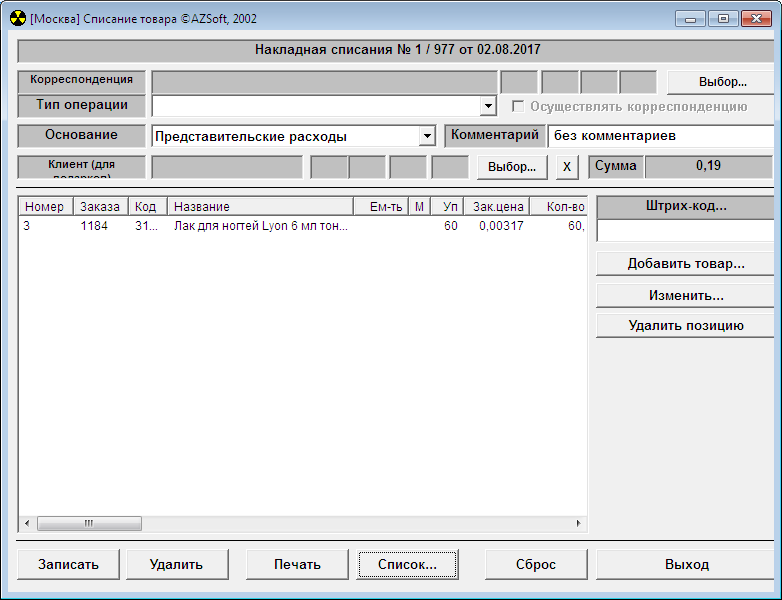 [Москва] Списание товара ©AZSoft, 2002
Накладная списания № 1 / 977 от 02.08.2017
Корреспонденция Выбор...
Тип операции Осуществлять корреспонденцию
Основание Представительские расходы Комментарий без комментариев
Клиент (для подарков) Выбор... X Сумма 0,19
Номер Заказа Код Название Ем-ть М Уп Зак.цена Кол-во
3 1184 31... Лак для ногтей Lyon 6 мл тон... 60 0,00317 60,
Штрих-код...
Добавить товар...
Изменить...
Удалить позицию
Записать Удалить Печать Список... Сброс Выход